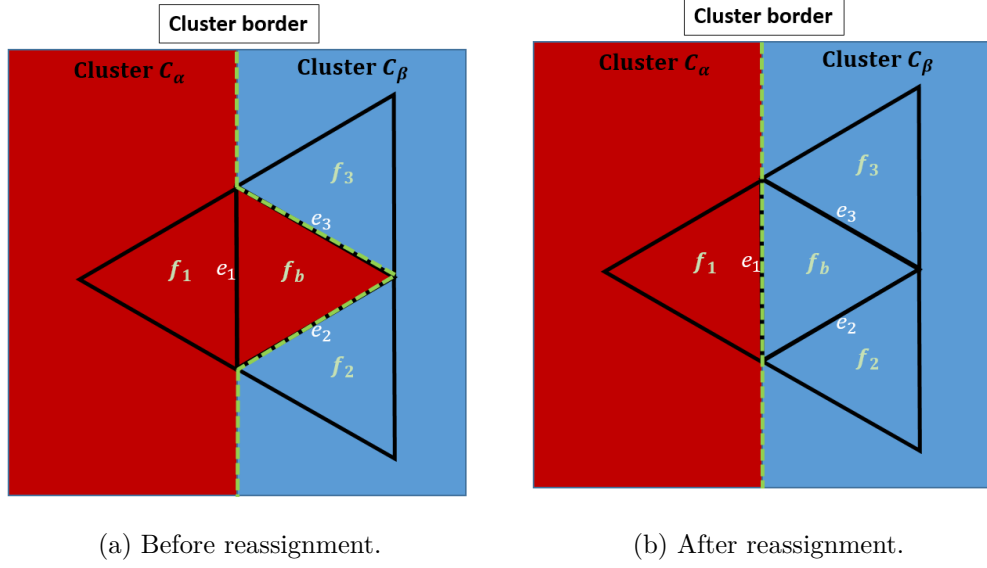 Cluster border
Cluster C_α
Cluster C_β
f_3
e_3
f_1
e_1
f_b
e_2
f_2
(a) Before reassignment.
Cluster border
Cluster C_α
Cluster C_β
f_3
e_3
f_1
e_1
f_b
e_2
f_2
(b) After reassignment.